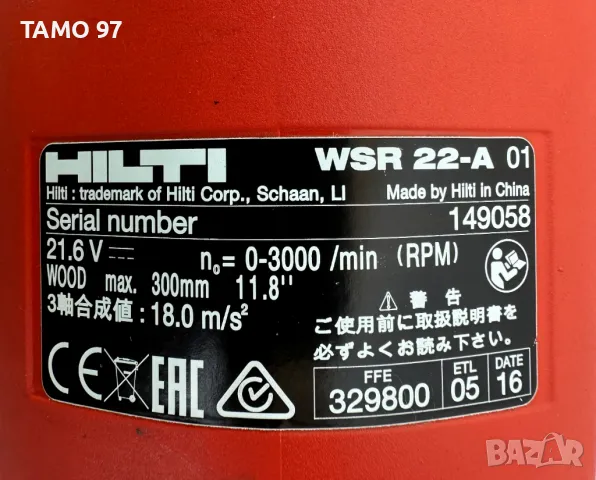 TAMO 97
HILTI WSR 22-A 01
Hilti : trademark of Hilti Corp., Schaan, LI Made by Hilti in China
Serial number 149058
21.6 V n₀= 0-3000 /min (RPM)
WOOD max. 300mm 11.8''
3軸合成値 : 18.0 m/s²
警告
ご使用前に取扱説明書を
必ずよくお読み下さい。
CE EAC
FFE ETL DATE
329800 05 16
BAZAR